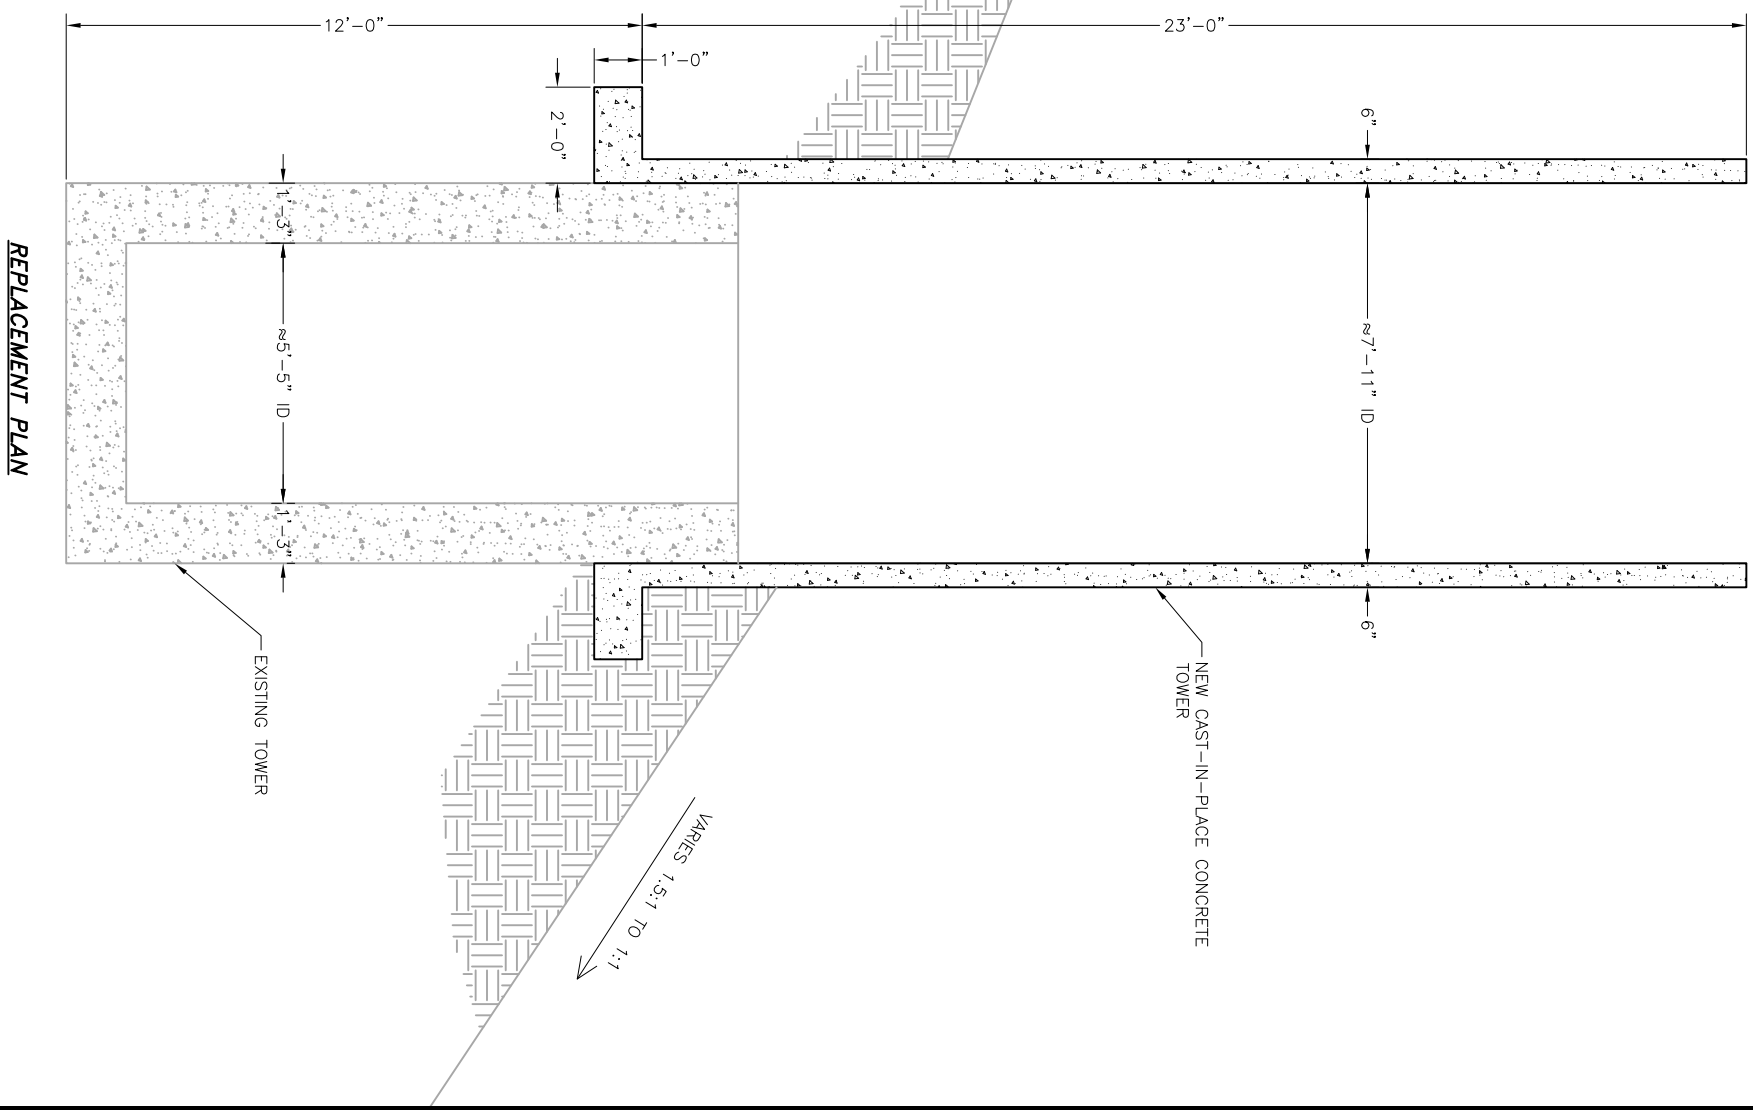 12'-0"
23'-0"
1'-0"
2'-0"
6"
1'-3"
≈5'-5" ID
≈7'-11" ID
1'-3"
6"
NEW CAST-IN-PLACE CONCRETE
TOWER
EXISTING TOWER
VARIES 1.5:1 TO 1:1
REPLACEMENT PLAN